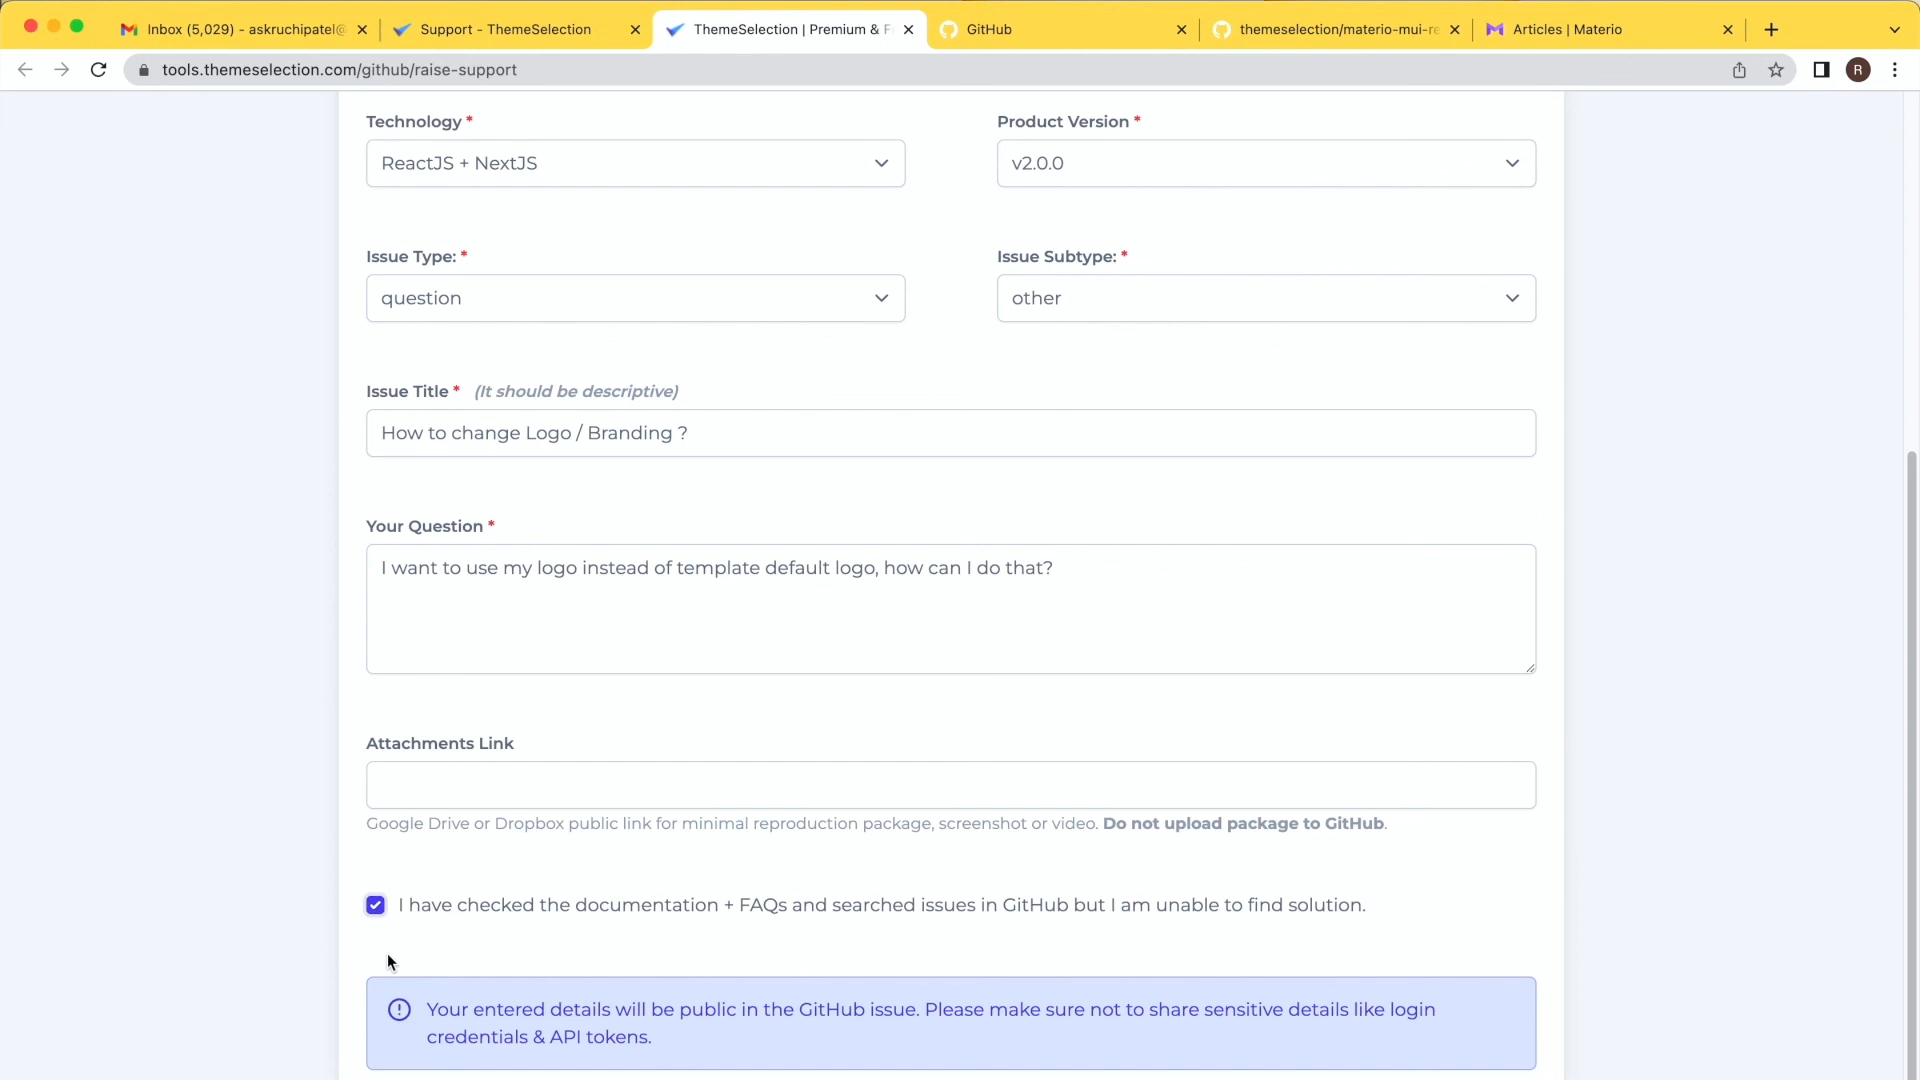 Inbox (5,029) - askruchipatel@
Support - ThemeSelection
ThemeSelection | Premium & F
GitHub
themeselection/materio-mui-re
Articles | Materio
tools.themeselection.com/github/raise-support
R
Technology *
Product Version *
ReactJS + NextJS
v2.0.0
Issue Type: *
Issue Subtype: *
question
other
Issue Title * (It should be descriptive)
How to change Logo / Branding ?
Your Question *
I want to use my logo instead of template default logo, how can I do that?
Attachments Link
Google Drive or Dropbox public link for minimal reproduction package, screenshot or video. Do not upload package to GitHub.
I have checked the documentation + FAQs and searched issues in GitHub but I am unable to find solution.
Your entered details will be public in the GitHub issue. Please make sure not to share sensitive details like login
credentials & API tokens.